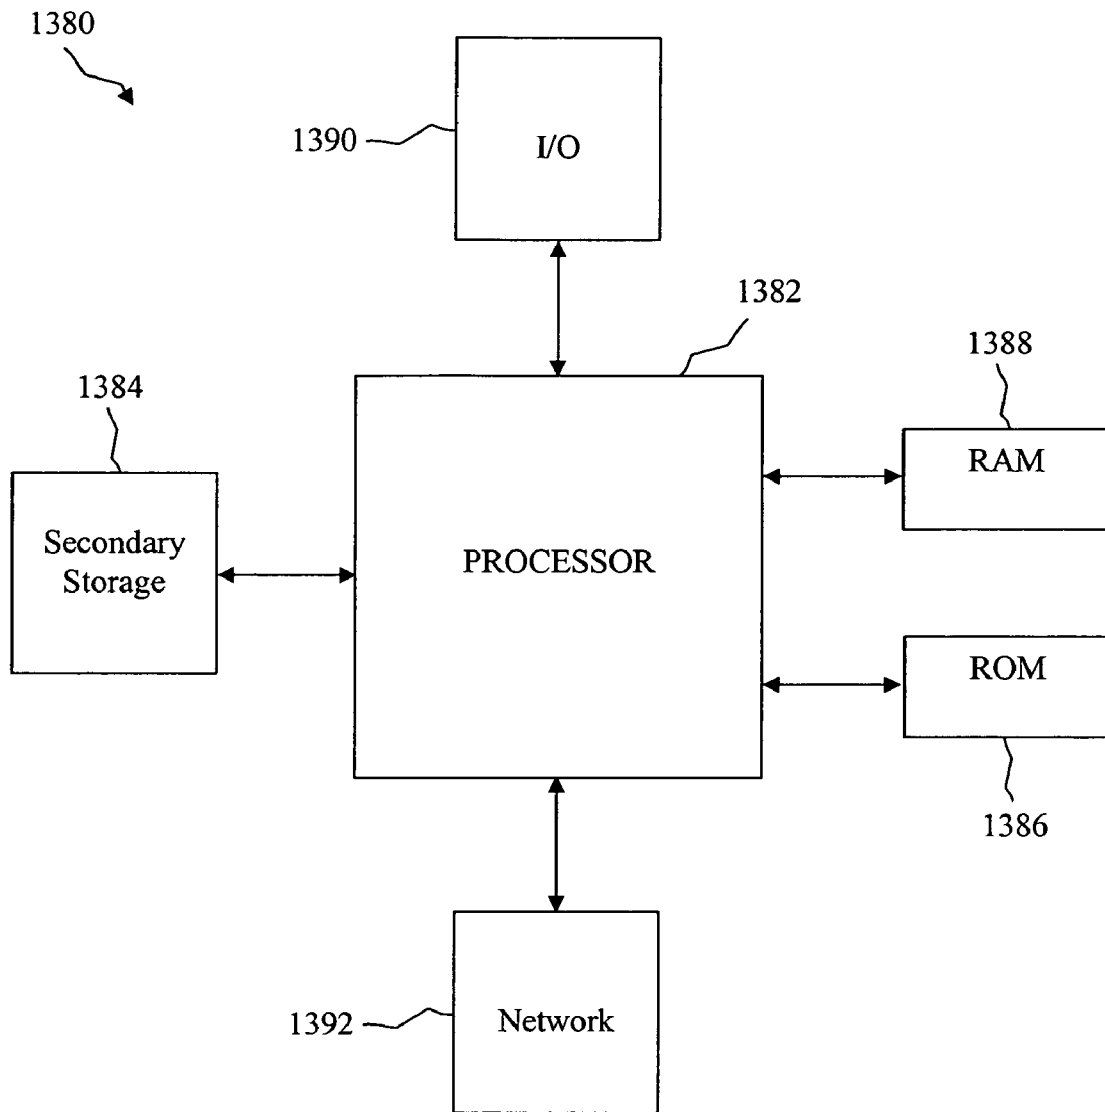 1380
1390
I/O
1382
1388
1384
RAM
Secondary
Storage
PROCESSOR
ROM
1386
1392
Network